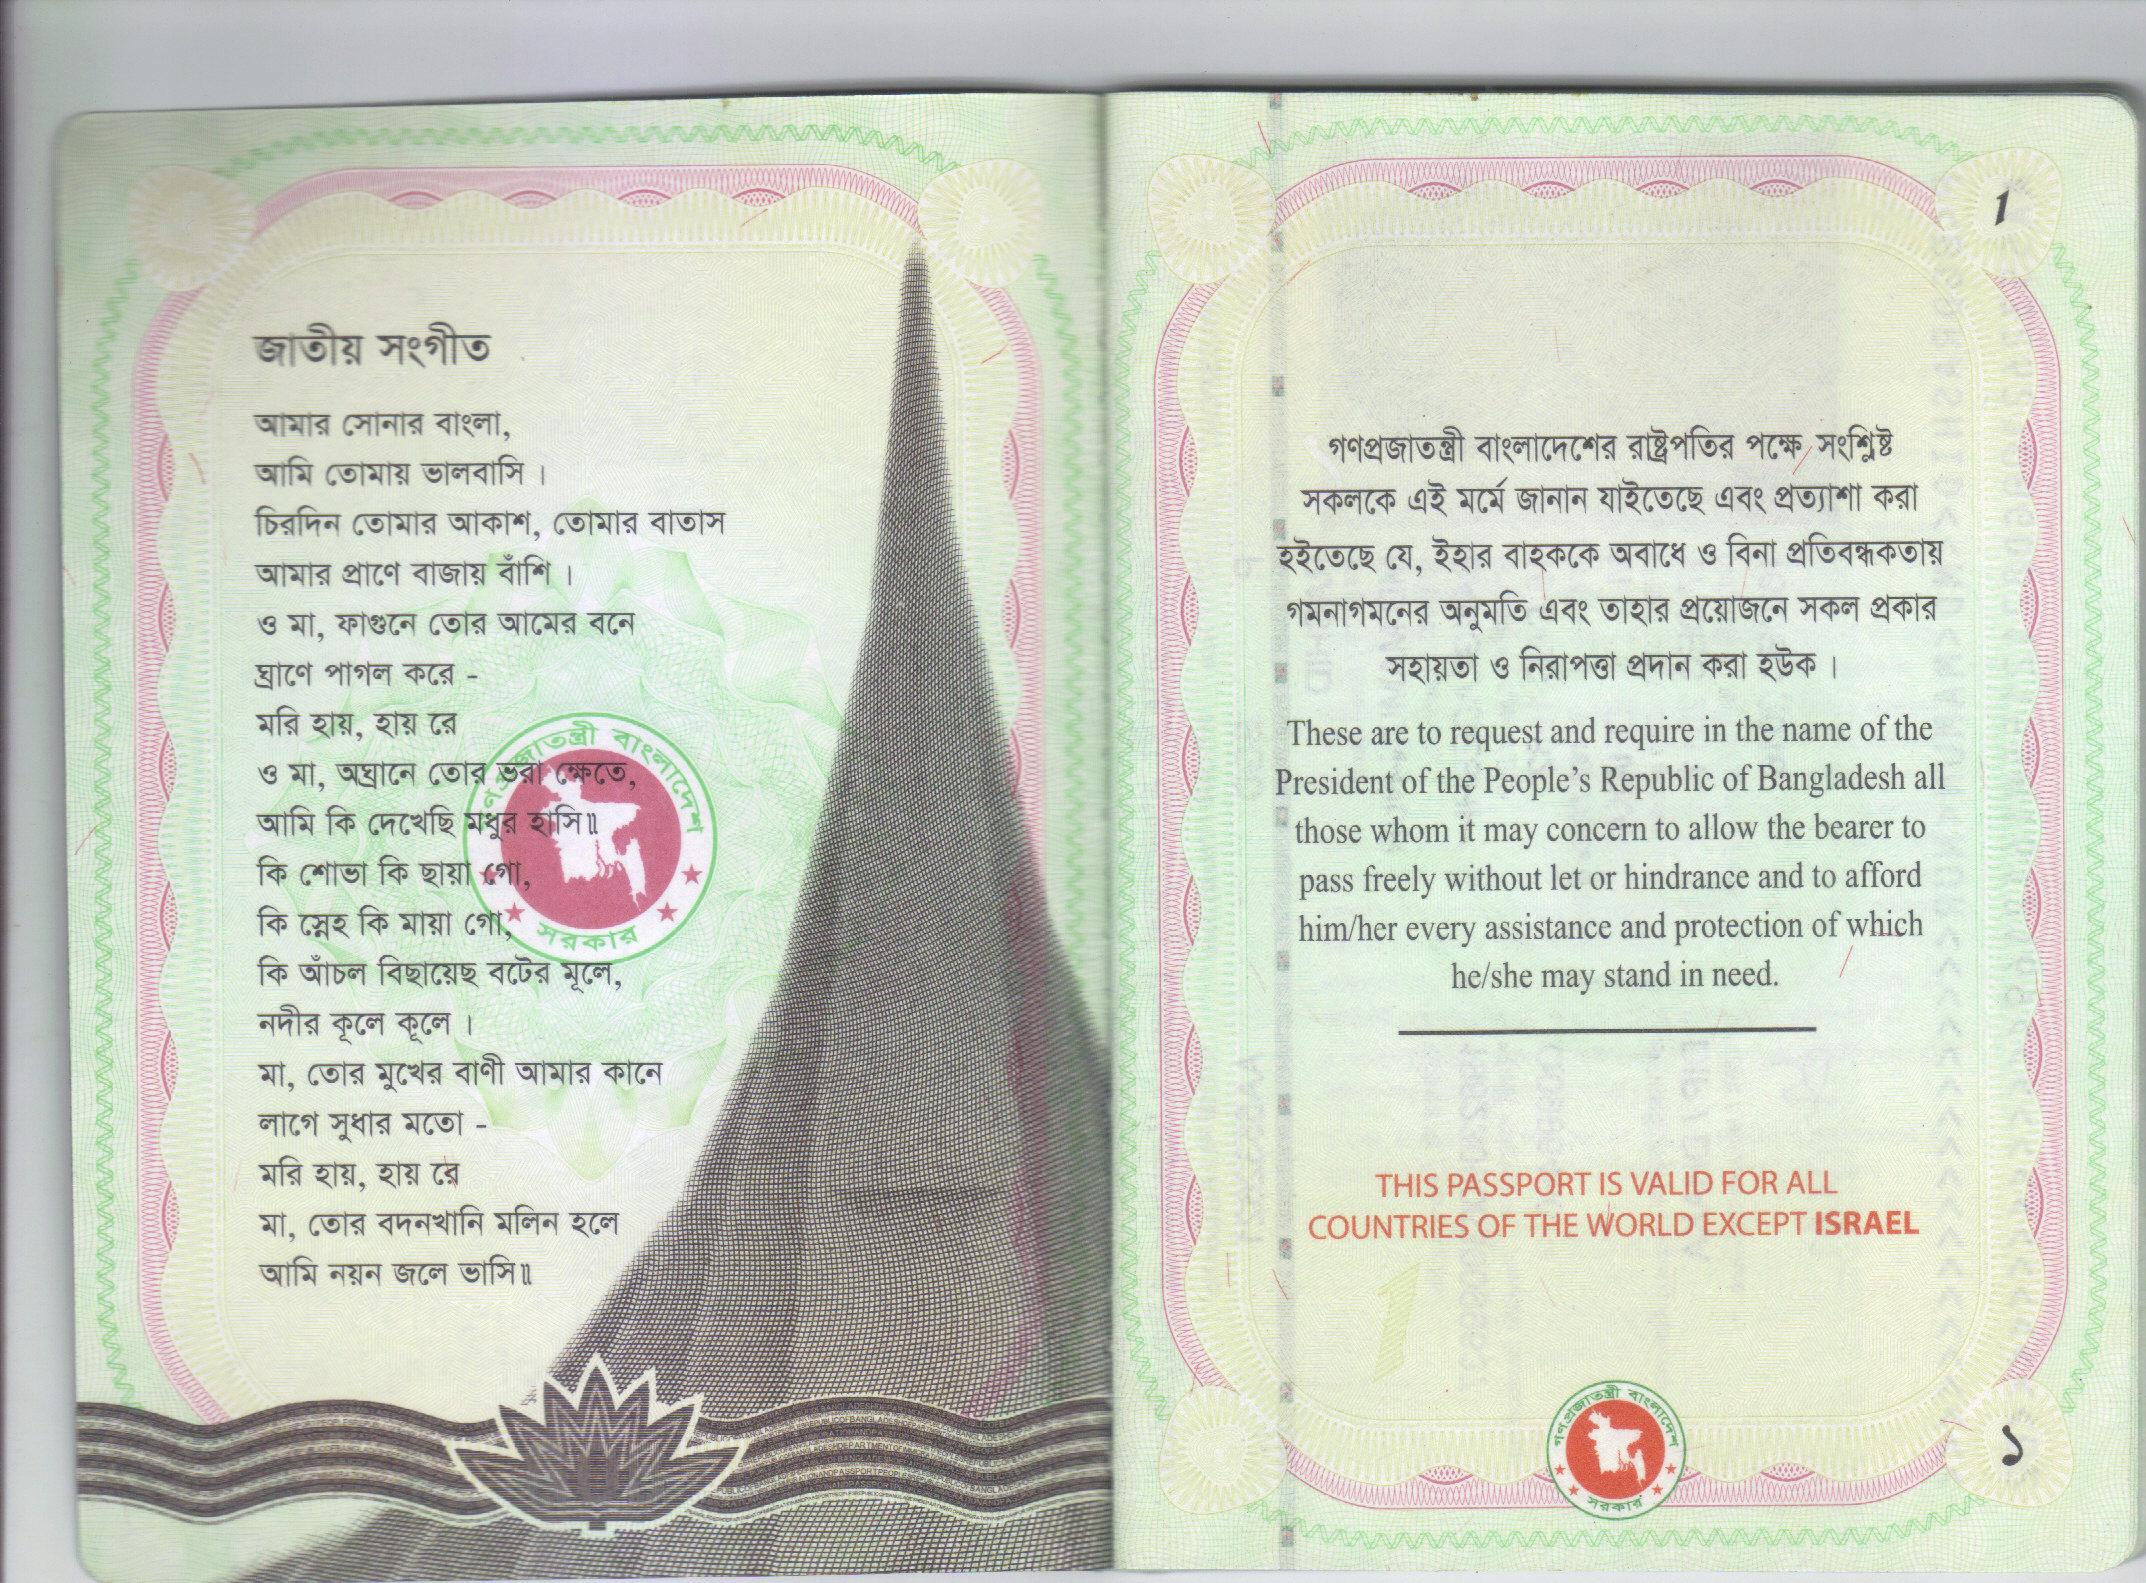 জাতীয় সংগীত
আমার সোনার বাংলা,
আমি তোমায় ভালবাসি ।
চিরদিন তোমার আকাশ, তোমার বাতাস
আমার প্রাণে বাজায় বাঁশি ।
ও মা, ফাগুনে তোর আমের বনে
ঘ্রাণে পাগল করে -
মরি হায়, হায় রে
ও মা, অঘ্রানে তোর ভরা ক্ষেতে,
আমি কি দেখেছি মধুর হাসি॥
কি শোভা কি ছায়া গো,
কি স্নেহ কি মায়া গো,
কি আঁচল বিছায়েছ বটের মূলে,
নদীর কূলে কূলে ।
মা, তোর মুখের বাণী আমার কানে
লাগে সুধার মতো -
মরি হায়, হায় রে
মা, তোর বদনখানি মলিন হলে
আমি নয়ন জলে ভাসি॥
গণপ্রজাতন্ত্রী বাংলাদেশ
সরকার
1
গণপ্রজাতন্ত্রী বাংলাদেশের রাষ্ট্রপতির পক্ষে সংশ্লিষ্ট
সকলকে এই মর্মে জানান যাইতেছে এবং প্রত্যাশা করা
হইতেছে যে, ইহার বাহককে অবাধে ও বিনা প্রতিবন্ধকতায়
গমনাগমনের অনুমতি এবং তাহার প্রয়োজনে সকল প্রকার
সহায়তা ও নিরাপত্তা প্রদান করা হউক ।
These are to request and require in the name of the
President of the People’s Republic of Bangladesh all
those whom it may concern to allow the bearer to
pass freely without let or hindrance and to afford
him/her every assistance and protection of which
he/she may stand in need.
THIS PASSPORT IS VALID FOR ALL
COUNTRIES OF THE WORLD EXCEPT ISRAEL
1
গণপ্রজাতন্ত্রী বাংলাদেশ
সরকার
১